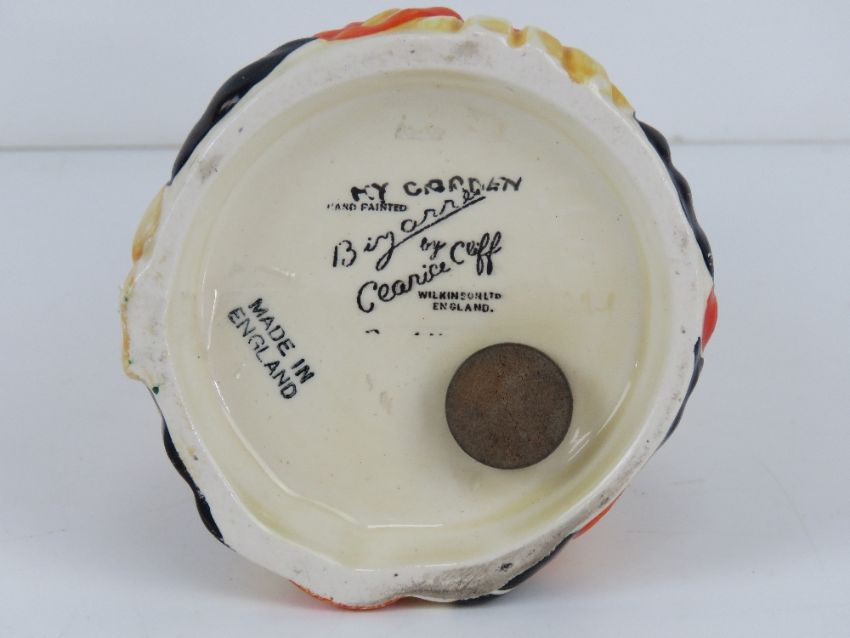 MY GARDEN
HAND PAINTED
Bizarre
by
Clarice Cliff
WILKINSON LTD
ENGLAND.
MADE IN
ENGLAND